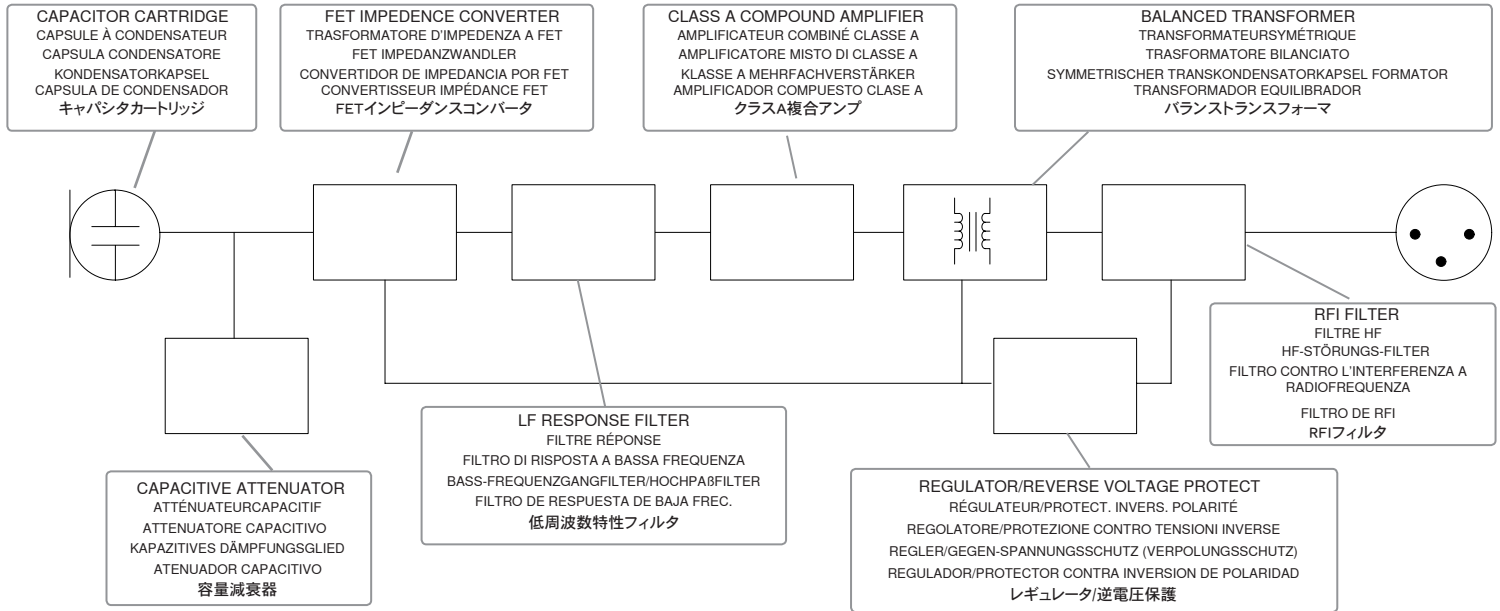 CAPACITOR CARTRIDGE
CAPSULE À CONDENSATEUR
CAPSULA CONDENSATORE
KONDENSATORKAPSEL
CAPSULA DE CONDENSADOR
キャパシタカートリッジ
FET IMPEDENCE CONVERTER
TRASFORMATORE D'IMPEDENZA A FET
FET IMPEDANZWANDLER
CONVERTIDOR DE IMPEDANCIA POR FET
CONVERTISSEUR IMPÉDANCE FET
FETインピーダンスコンバータ
CLASS A COMPOUND AMPLIFIER
AMPLIFICATEUR COMBINÉ CLASSE A
AMPLIFICATORE MISTO DI CLASSE A
KLASSE A MEHRFACHVERSTÄRKER
AMPLIFICADOR COMPUESTO CLASE A
クラスA複合アンプ
BALANCED TRANSFORMER
TRANSFORMATEURSYMÉTRIQUE
TRASFORMATORE BILANCIATO
SYMMETRISCHER TRANSKONDENSATORKAPSEL FORMATOR
TRANSFORMADOR EQUILIBRADOR
バランストランスフォーマ
RFI FILTER
FILTRE HF
HF-STÖRUNGS-FILTER
FILTRO CONTRO L'INTERFERENZA A
RADIOFREQUENZA
FILTRO DE RFI
RFIフィルタ
LF RESPONSE FILTER
FILTRE RÉPONSE
FILTRO DI RISPOSTA A BASSA FREQUENZA
BASS-FREQUENZGANGFILTER/HOCHPAßFILTER
FILTRO DE RESPUESTA DE BAJA FREC.
低周波数特性フィルタ
CAPACITIVE ATTENUATOR
ATTÉNUATEURCAPACITIF
ATTENUATORE CAPACITIVO
KAPAZITIVES DÄMPFUNGSGLIED
ATENUADOR CAPACITIVO
容量減衰器
REGULATOR/REVERSE VOLTAGE PROTECT
RÉGULATEUR/PROTECT. INVERS. POLARITÉ
REGOLATORE/PROTEZIONE CONTRO TENSIONI INVERSE
REGLER/GEGEN-SPANNUNGSSCHUTZ (VERPOLUNGSSCHUTZ)
REGULADOR/PROTECTOR CONTRA INVERSION DE POLARIDAD
レギュレータ/逆電圧保護